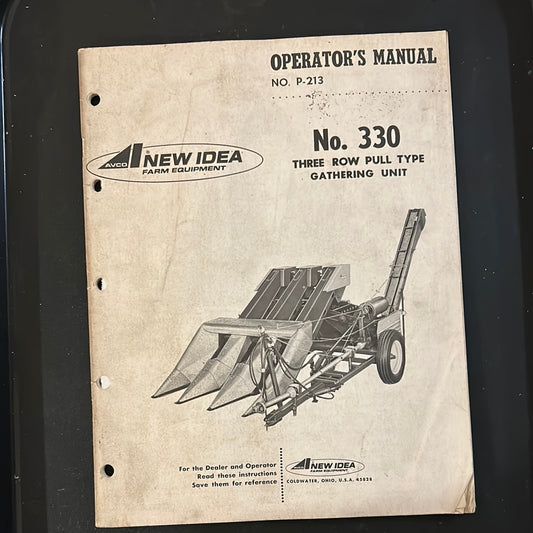 OPERATOR'S MANUAL
NO. P-213
No. 330
THREE ROW PULL TYPE
GATHERING UNIT
AVCO NEW IDEA
FARM EQUIPMENT
For the Dealer and Operator
Read these instructions
Save them for reference
NEW IDEA
FARM EQUIPMENT
COLDWATER, OHIO, U.S.A. 45828